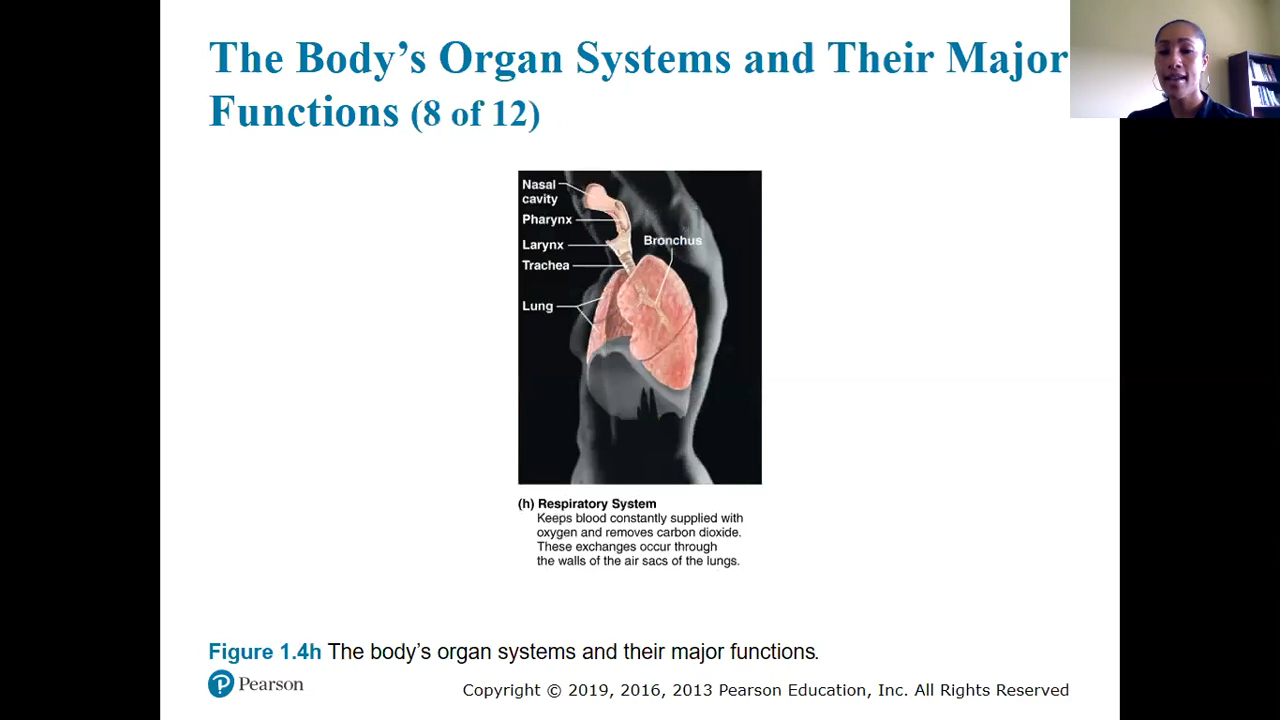 The Body's Organ Systems and Their Major
Functions (8 of 12)
Nasal
cavity
Pharynx
Larynx
Bronchus
Trachea
Lung
(h) Respiratory System
Keeps blood constantly supplied with
oxygen and removes carbon dioxide.
These exchanges occur through
the walls of the air sacs of the lungs.
Figure 1.4h The body's organ systems and their major functions.
P Pearson
Copyright © 2019, 2016, 2013 Pearson Education, Inc. All Rights Reserved